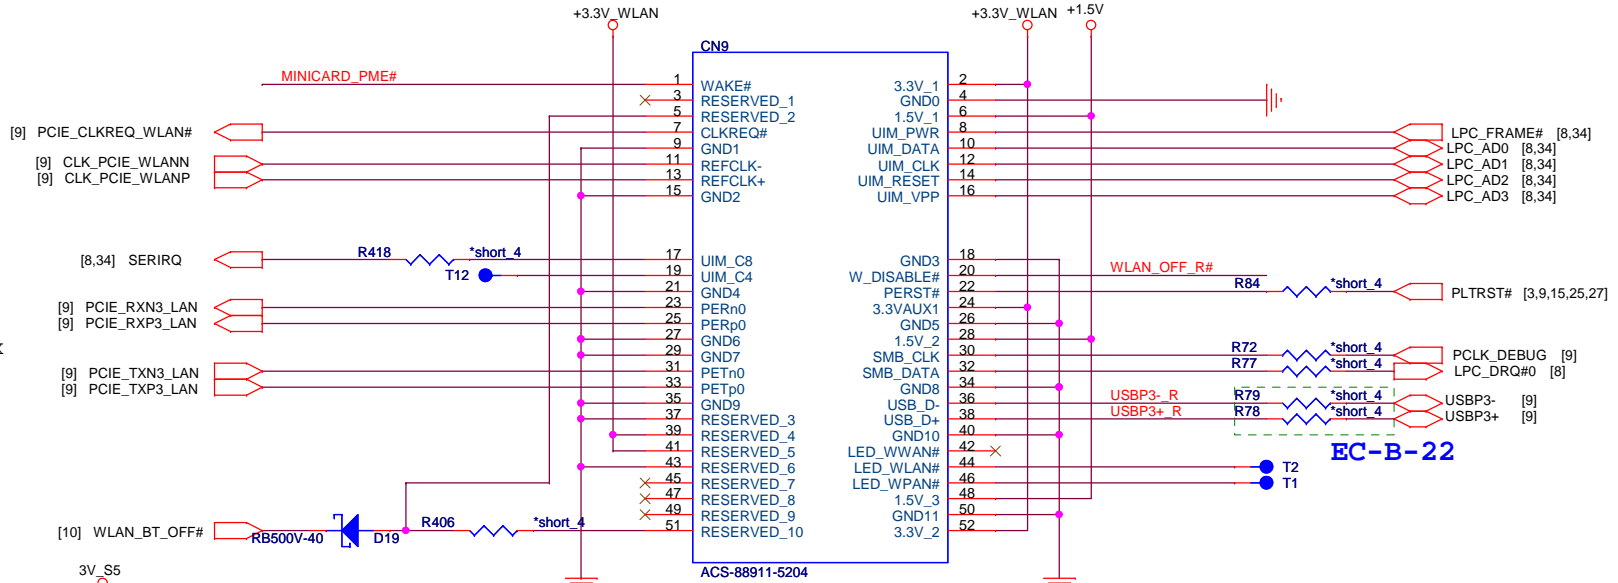 +3.3V_WLAN
+3.3V_WLAN
+1.5V
CN9
MINICARD_PME#
1 WAKE# 3.3V_1 2
3 RESERVED_1 GND0 4
5 RESERVED_2 1.5V_1 6
[9] PCIE_CLKREQ_WLAN# 7 CLKREQ# UIM_PWR 8 LPC_FRAME# [8,34]
9 GND1 UIM_DATA 10 LPC_AD0 [8,34]
[9] CLK_PCIE_WLANN 11 REFCLK- UIM_CLK 12 LPC_AD1 [8,34]
[9] CLK_PCIE_WLANP 13 REFCLK+ UIM_RESET 14 LPC_AD2 [8,34]
15 GND2 UIM_VPP 16 LPC_AD3 [8,34]
[8,34] SERIRQ R418 *short_4 17 UIM_C8 GND3 18
T12 19 UIM_C4 W_DISABLE# 20 WLAN_OFF_R#
21 GND4 PERST# 22 R84 *short_4 PLTRST# [3,9,15,25,27]
[9] PCIE_RXN3_LAN 23 PERn0 3.3VAUX1 24
[9] PCIE_RXP3_LAN 25 PERp0 GND5 26
27 GND6 1.5V_2 28
29 GND7 SMB_CLK 30 R72 *short_4 PCLK_DEBUG [9]
[9] PCIE_TXN3_LAN 31 PETn0 SMB_DATA 32 R77 *short_4 LPC_DRQ#0 [8]
[9] PCIE_TXP3_LAN 33 PETp0 GND8 34
35 GND9 USB_D- 36 USBP3-_R R79 *short_4 USBP3- [9]
37 RESERVED_3 USB_D+ 38 USBP3+_R R78 *short_4 USBP3+ [9]
39 RESERVED_4 GND10 40
41 RESERVED_5 LED_WWAN# 42 EC-B-22
43 RESERVED_6 LED_WLAN# 44 T2
45 RESERVED_7 LED_WPAN# 46 T1
47 RESERVED_8 1.5V_3 48
49 RESERVED_9 GND11 50
[10] WLAN_BT_OFF# RB500V-40 D19 R406 *short_4 51 RESERVED_10 3.3V_2 52
3V_S5
ACS-88911-5204